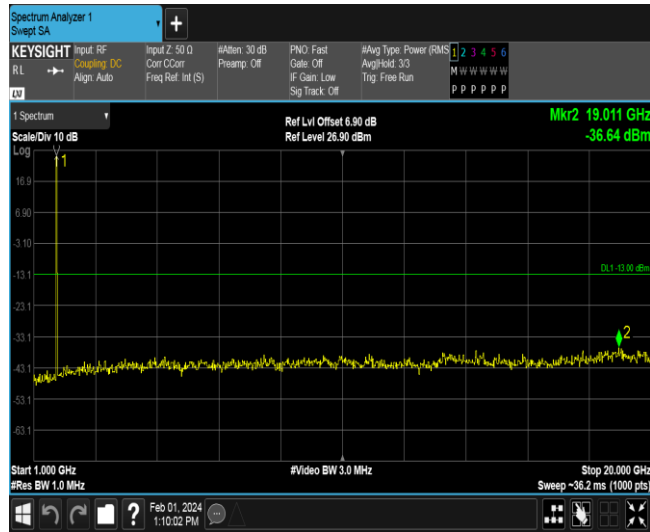 Spectrum Analyzer 1
Swept SA
+
KEYSIGHT
RL
LXI
Input: RF
Coupling: DC
Align: Auto
Input Z: 50 Ω
Corr CCorr
Freq Ref: Int (S)
#Atten: 30 dB
Preamp: Off
PNO: Fast
Gate: Off
IF Gain: Low
Sig Track: Off
#Avg Type: Power (RMS
Avg|Hold: 3/3
Trig: Free Run
1 2 3 4 5 6
M W W W W W
P P P P P P
1 Spectrum
Scale/Div 10 dB
Log
Ref Lvl Offset 6.90 dB
Ref Level 26.90 dBm
Mkr2 19.011 GHz
-36.64 dBm
1
16.9
6.90
-3.10
-13.1
DL1 -13.00 dBm
-23.1
-33.1
2
-43.1
-53.1
-63.1
Start 1.000 GHz
#Video BW 3.0 MHz
Stop 20.000 GHz
#Res BW 1.0 MHz
Sweep ~36.2 ms (1000 pts)
?
Feb 01, 2024
1:10:02 PM